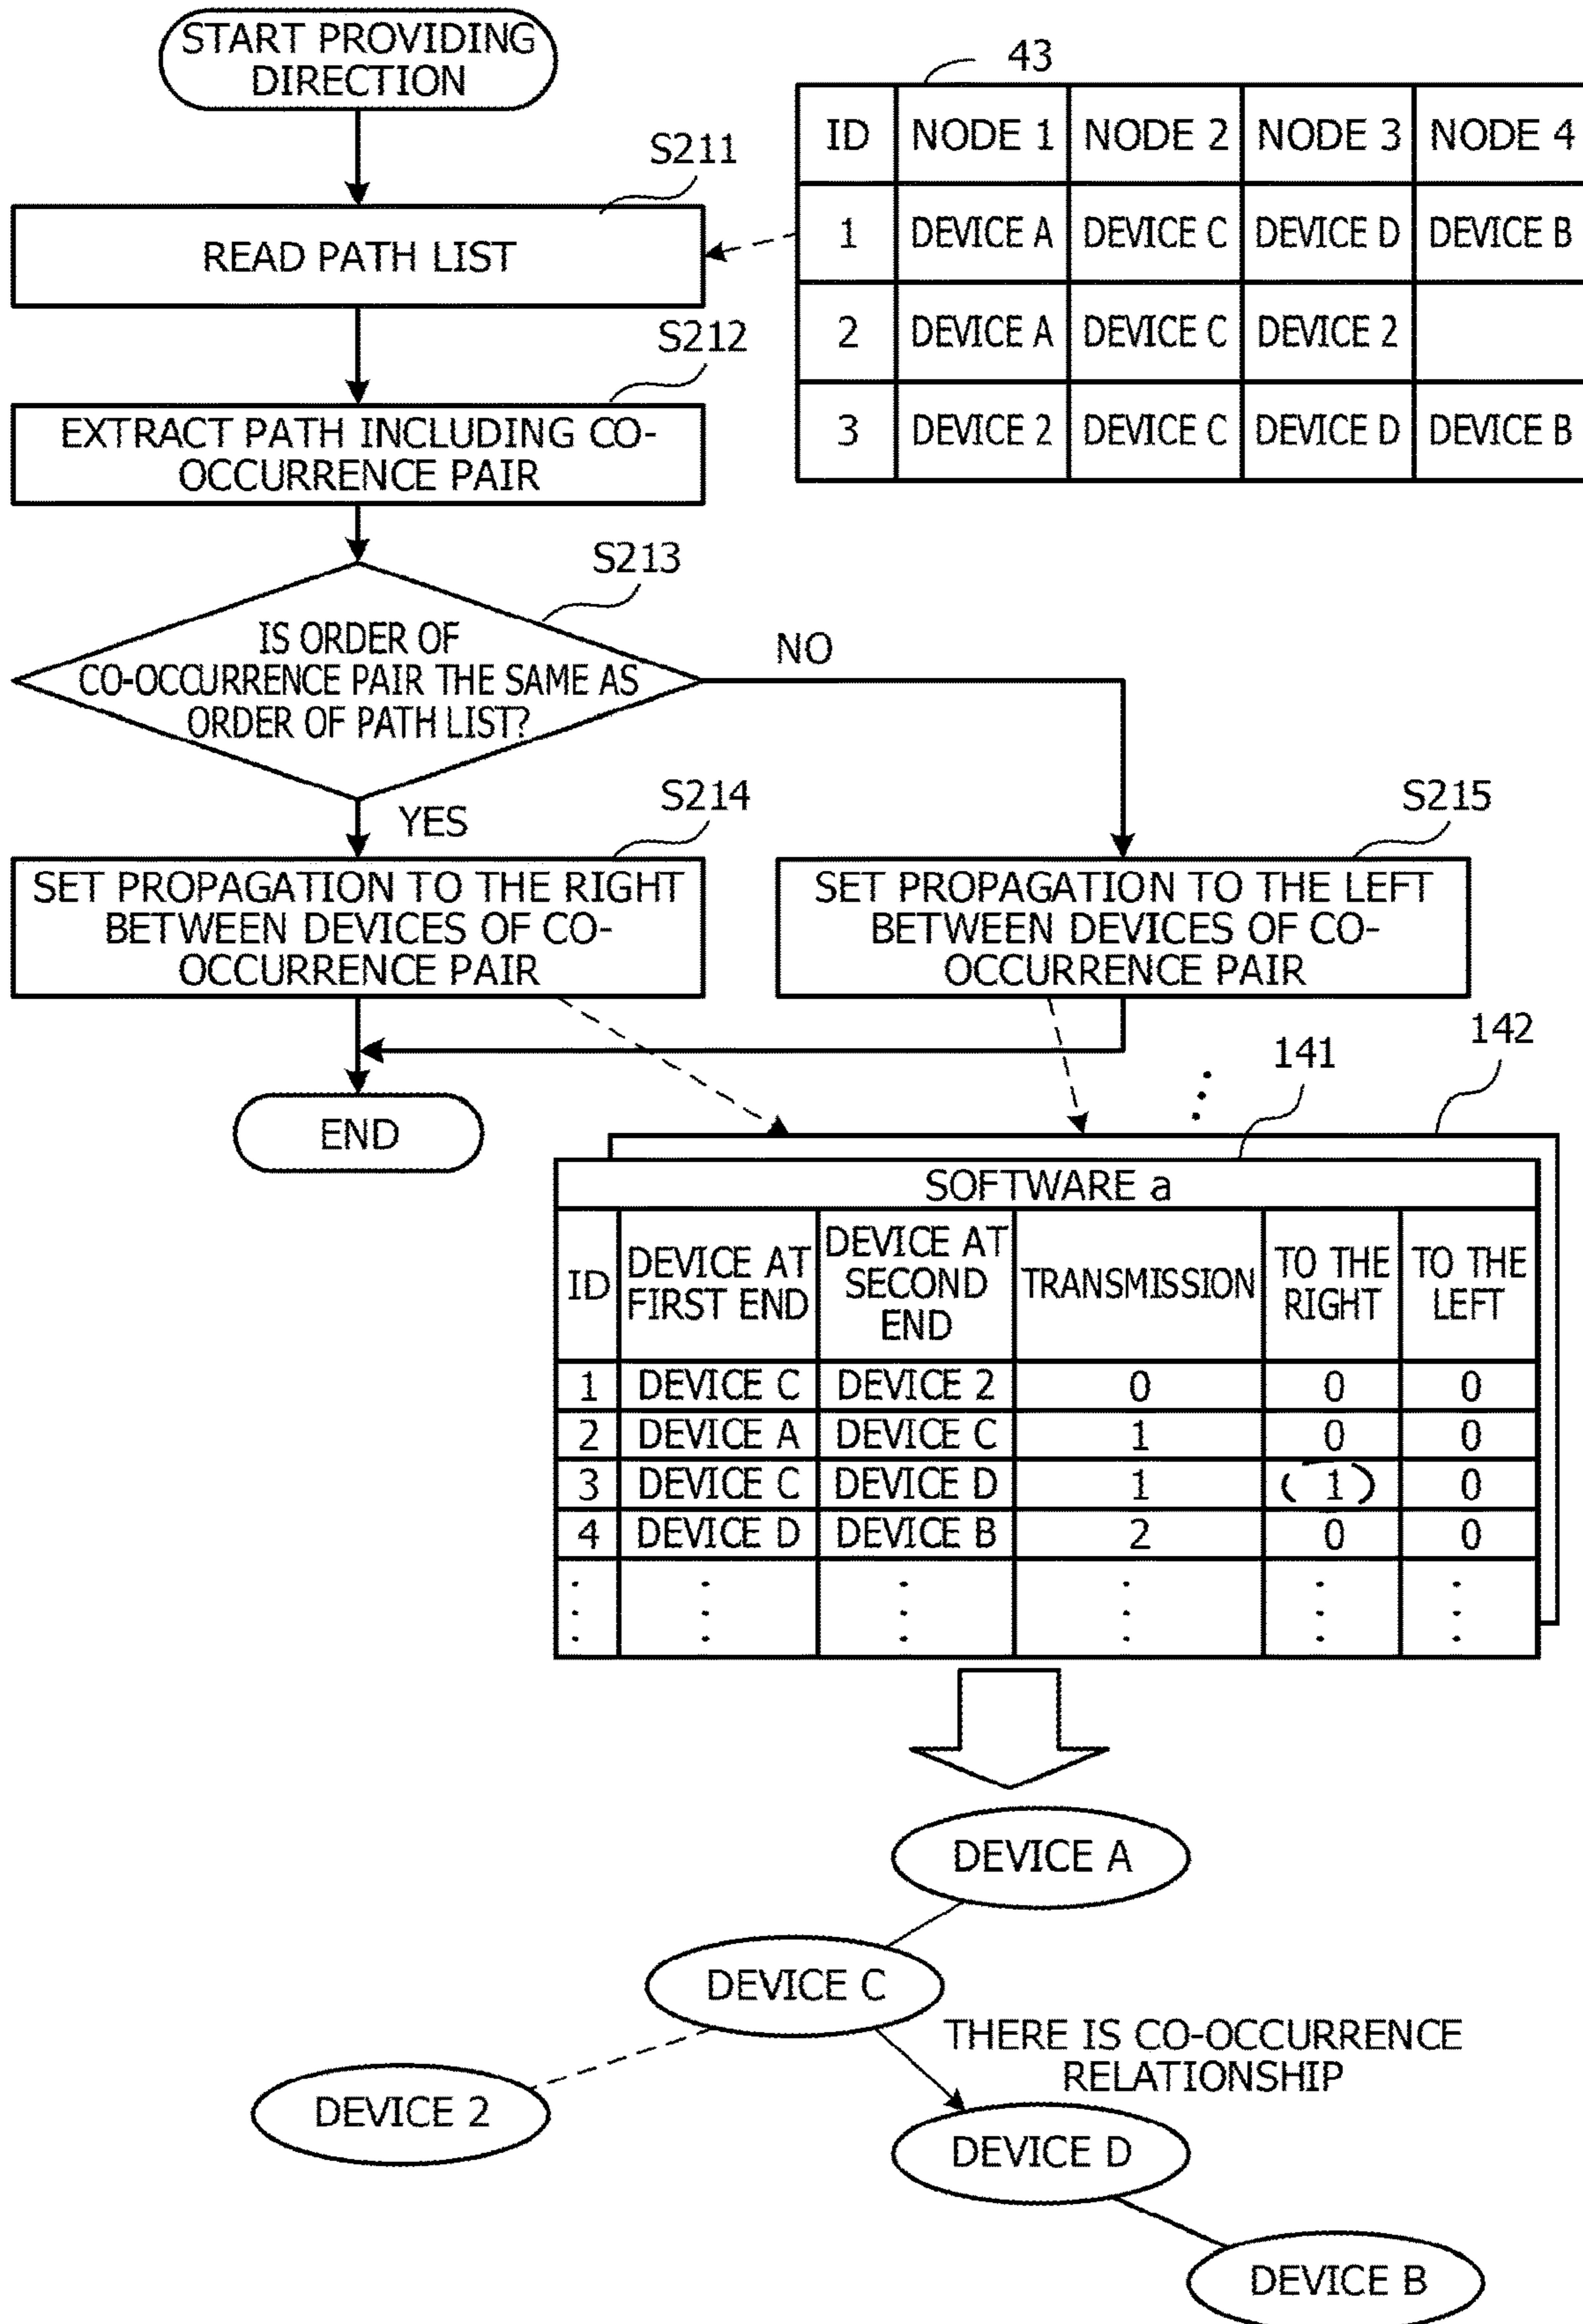 START PROVIDING
DIRECTION
S211
READ PATH LIST
43
ID NODE 1 NODE 2 NODE 3 NODE 4
1 DEVICE A DEVICE C DEVICE D DEVICE B
2 DEVICE A DEVICE C DEVICE 2
3 DEVICE 2 DEVICE C DEVICE D DEVICE B
S212
EXTRACT PATH INCLUDING CO-
OCCURRENCE PAIR
S213
IS ORDER OF
CO-OCCURRENCE PAIR THE SAME AS
ORDER OF PATH LIST?
NO
YES
S214
SET PROPAGATION TO THE RIGHT
BETWEEN DEVICES OF CO-
OCCURRENCE PAIR
S215
SET PROPAGATION TO THE LEFT
BETWEEN DEVICES OF CO-
OCCURRENCE PAIR
END
141
142
SOFTWARE a
ID
DEVICE AT
FIRST END
DEVICE AT
SECOND
END
TRANSMISSION
TO THE
RIGHT
TO THE
LEFT
1 DEVICE C DEVICE 2 0 0 0
2 DEVICE A DEVICE C 1 0 0
3 DEVICE C DEVICE D 1 ( 1 ) 0
4 DEVICE D DEVICE B 2 0 0
DEVICE A
DEVICE C
THERE IS CO-OCCURRENCE
RELATIONSHIP
DEVICE 2
DEVICE D
DEVICE B